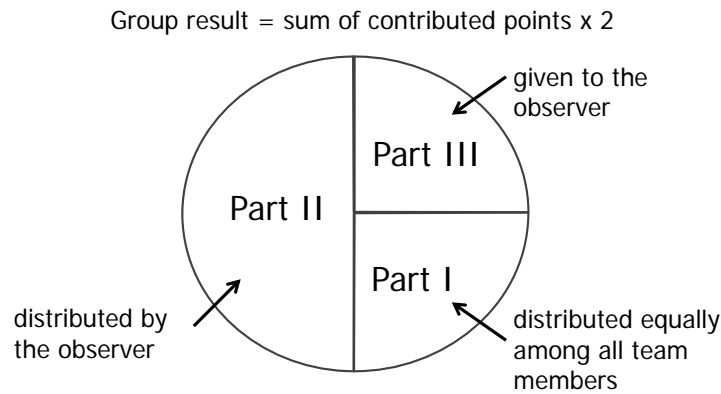 Group result = sum of contributed points x 2
given to the
observer
Part III
Part II
Part I
distributed by
the observer
distributed equally
among all team
members